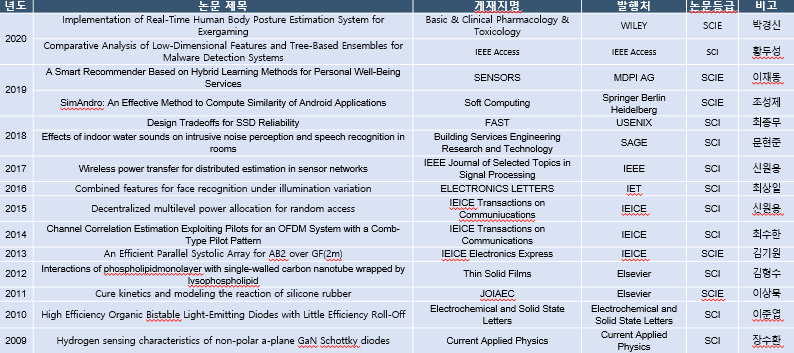 년도 논문 제목 게재지명 발행처 논문등급 비고
2020 Implementation of Real-Time Human Body Posture Estimation System for Exergaming Basic & Clinical Pharmacology & Toxicology WILEY SCIE 박경신
Comparative Analysis of Low-Dimensional Features and Tree-Based Ensembles for Malware Detection Systems IEEE Access IEEE Access SCI 황두성
2019 A Smart Recommender Based on Hybrid Learning Methods for Personal Well-Being Services SENSORS MDPI AG SCIE 이재동
SimAndro: An Effective Method to Compute Similarity of Android Applications Soft Computing Springer Berlin Heidelberg SCIE 조성제
2018 Design Tradeoffs for SSD Reliability FAST USENIX SCI 최종무
Effects of indoor water sounds on intrusive noise perception and speech recognition in rooms Building Services Engineering Research and Technology SAGE SCI 문현준
2017 Wireless power transfer for distributed estimation in sensor networks IEEE Journal of Selected Topics in Signal Processing IEEE SCI 신원용
2016 Combined features for face recognition under illumination variation ELECTRONICS LETTERS IET SCI 최상일
2015 Decentralized multilevel power allocation for random access IEICE Transactions on Communiucations IEICE SCI 신원용
2014 Channel Correlation Estimation Exploiting Pilots for an OFDM System with a Comb-Type Pilot Pattern IEICE Transactions on Communications IEICE SCI 최수한
2013 An Efficient Parallel Systolic Array for AB2 over GF(2m) IEICE Electronics Express IEICE SCIE 김기원
2012 Interactions of phospholipidmonolayer with single-walled carbon nanotube wrapped by lysophospholipid Thin Solid Films Elsevier SCI 김형수
2011 Cure kinetics and modeling the reaction of silicone rubber JOIAEC Elsevier SCIE 이상묵
2010 High Efficiency Organic Bistable Light-Emitting Diodes with Little Efficiency Roll-Off Electrochemical and Solid State Letters Electrochemical and Solid State Letters SCI 이준엽
2009 Hydrogen sensing characteristics of non-polar a-plane GaN Schottky diodes Current Applied Physics Current Applied Physics SCI 장수환